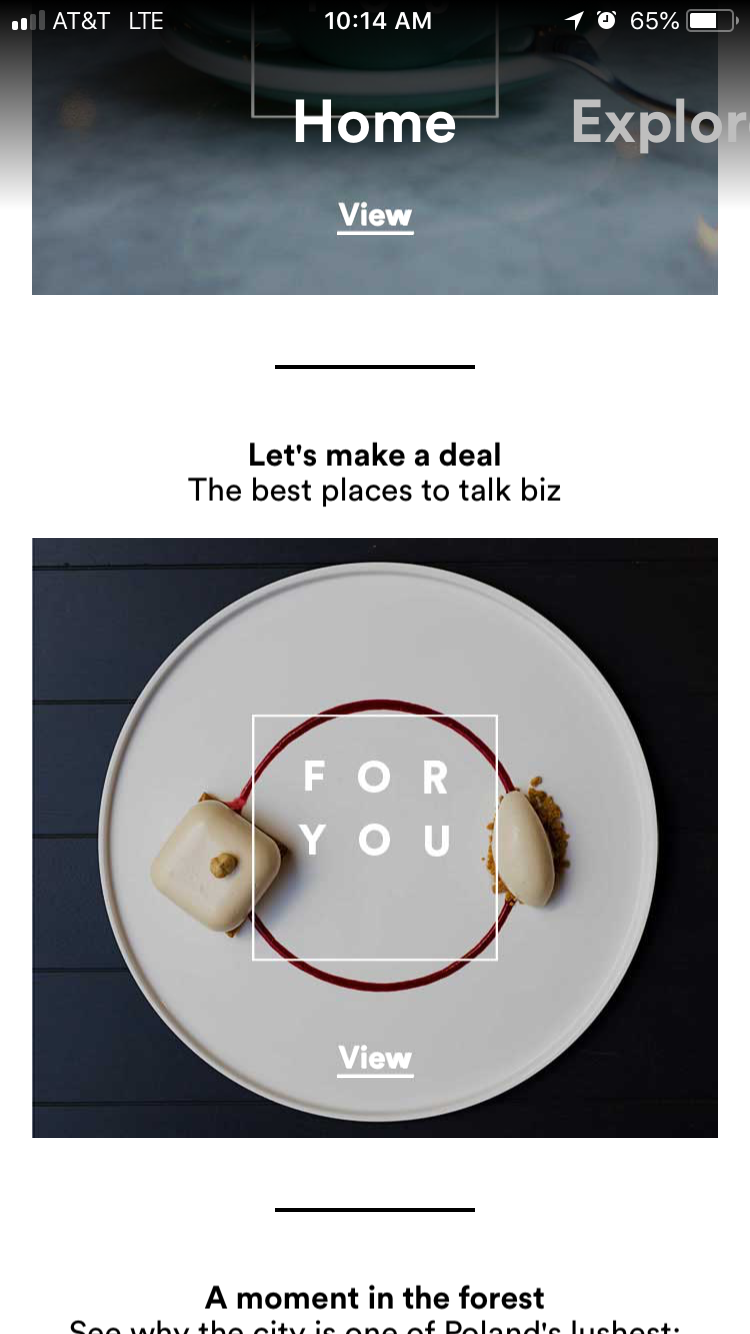 AT&T LTE 10:14 AM 65%
Home Explor
View
Let's make a deal
The best places to talk biz
FOR
YOU
View
A moment in the forest
See why the city is one of Poland's lushest: